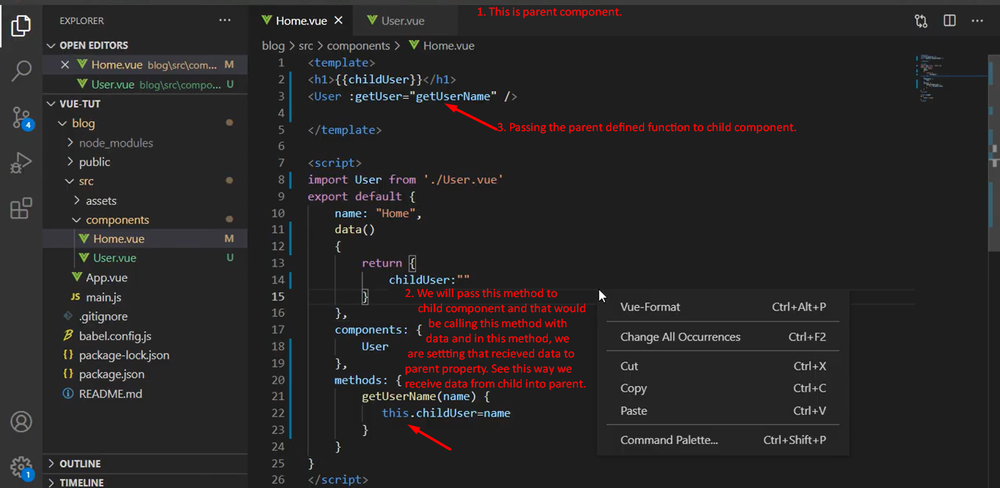 1. This is parent component.
EXPLORER
OPEN EDITORS
Home.vue blog\src\com... M
User.vue blog\src\compo... U
VUE-TUT
blog
node_modules
public
src
assets
components
Home.vue M
User.vue U
App.vue
JS main.js
.gitignore
babel.config.js
{} package-lock.json
{} package.json
README.md
OUTLINE
TIMELINE
4
1
Home.vue
User.vue
blog > src > components > Home.vue
1 <template>
2 <h1>{{childUser}}</h1>
3 <User :getUser="getUserName" />
4
3. Passing the parent defined function to child component.
5 </template>
6
7 <script>
8 import User from './User.vue'
9 export default {
10 name: "Home",
11 data()
12 {
13 return {
14 childUser:""
15 }
16 },
17 components: {
18 User
19 },
20 methods: {
21 getUserName(name) {
22 this.childUser=name
23 }
24 }
25 }
26 </script>
2. We will pass this method to
child component and that would
be calling this method with
data and in this method, we
are settting that recieved data to
parent property. See this way we
receive data from child into parent.
Vue-Format Ctrl+Alt+P
Change All Occurrences Ctrl+F2
Cut Ctrl+X
Copy Ctrl+C
Paste Ctrl+V
Command Palette... Ctrl+Shift+P